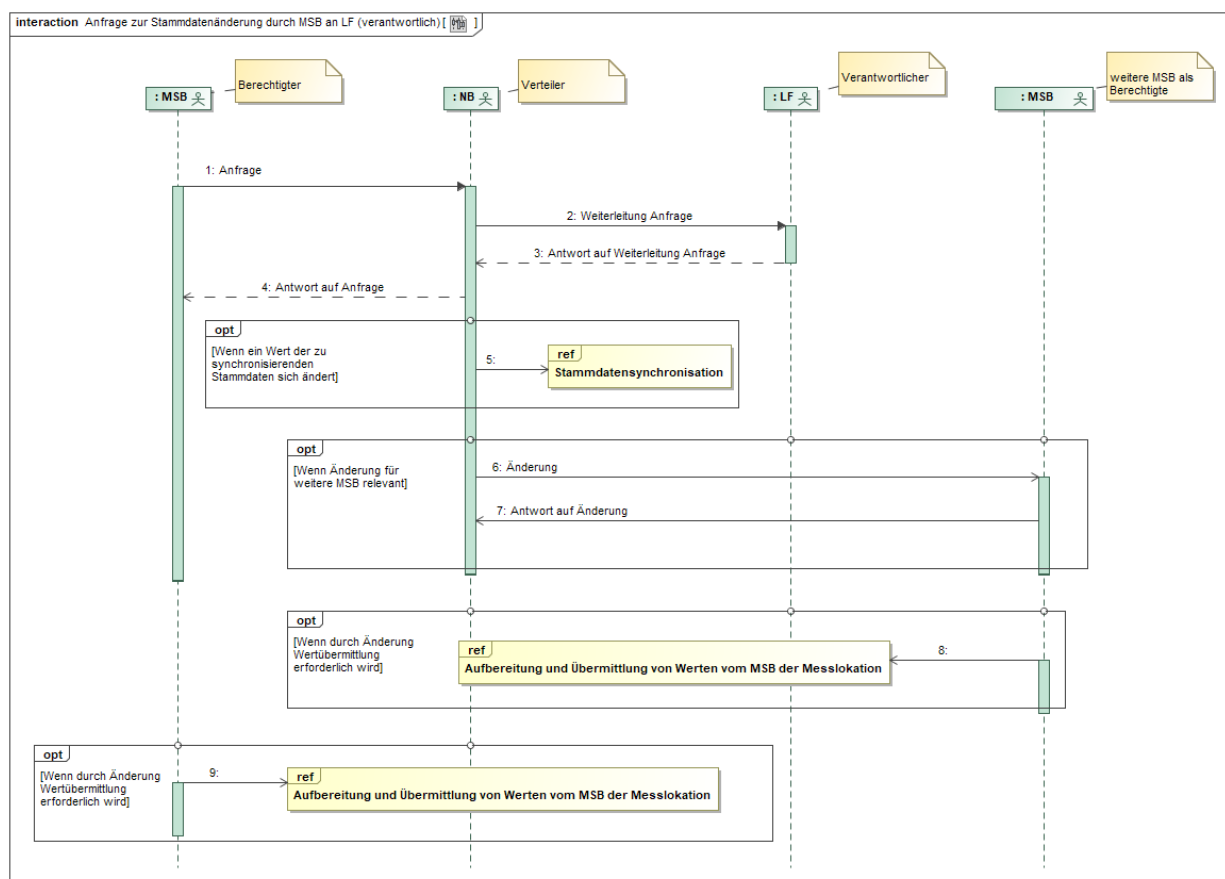 interaction Anfrage zur Stammdatenänderung durch MSB an LF (verantwortlich) [ ]
Berechtigter
Verteiler
Verantwortlicher
weitere MSB als
Berechtigte
: MSB
: NB
: LF
: MSB
1: Anfrage
2: Weiterleitung Anfrage
3: Antwort auf Weiterleitung Anfrage
4: Antwort auf Anfrage
opt
[Wenn ein Wert der zu
synchronisierenden
Stammdaten sich ändert]
5:
ref
Stammdatensynchronisation
opt
[Wenn Änderung für
weitere MSB relevant]
6: Änderung
7: Antwort auf Änderung
opt
[Wenn durch Änderung
Wertübermittlung
erforderlich wird]
ref
Aufbereitung und Übermittlung von Werten vom MSB der Messlokation
8:
opt
[Wenn durch Änderung
Wertübermittlung
erforderlich wird]
9:
ref
Aufbereitung und Übermittlung von Werten vom MSB der Messlokation